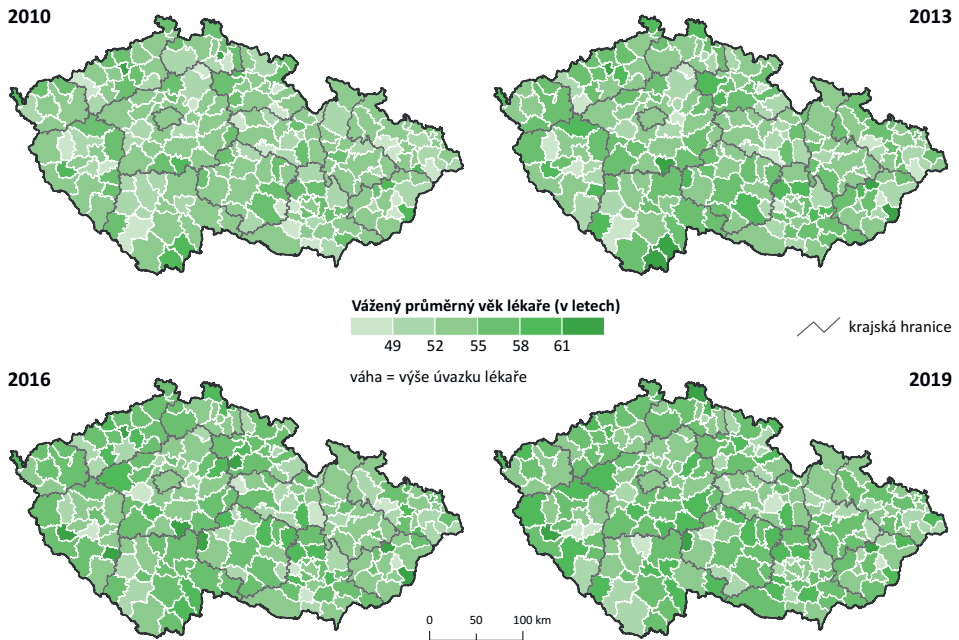 2010
2013
Vážený průměrný věk lékaře (v letech)
49 52 55 58 61
krajská hranice
váha = výše úvazku lékaře
2016
2019
0 50 100 km